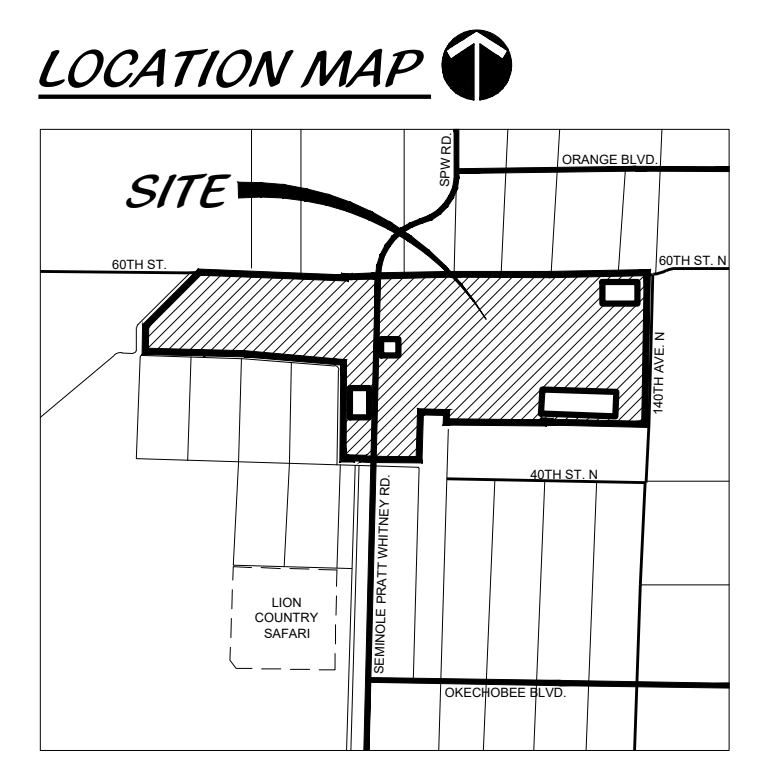 LOCATION MAP
SPW RD.
ORANGE BLVD.
SITE
60TH ST.
60TH ST. N
140TH AVE. N
40TH ST. N
SEMINOLE PRATT WHITNEY RD.
LION
COUNTRY
SAFARI
OKECHOBEE BLVD.